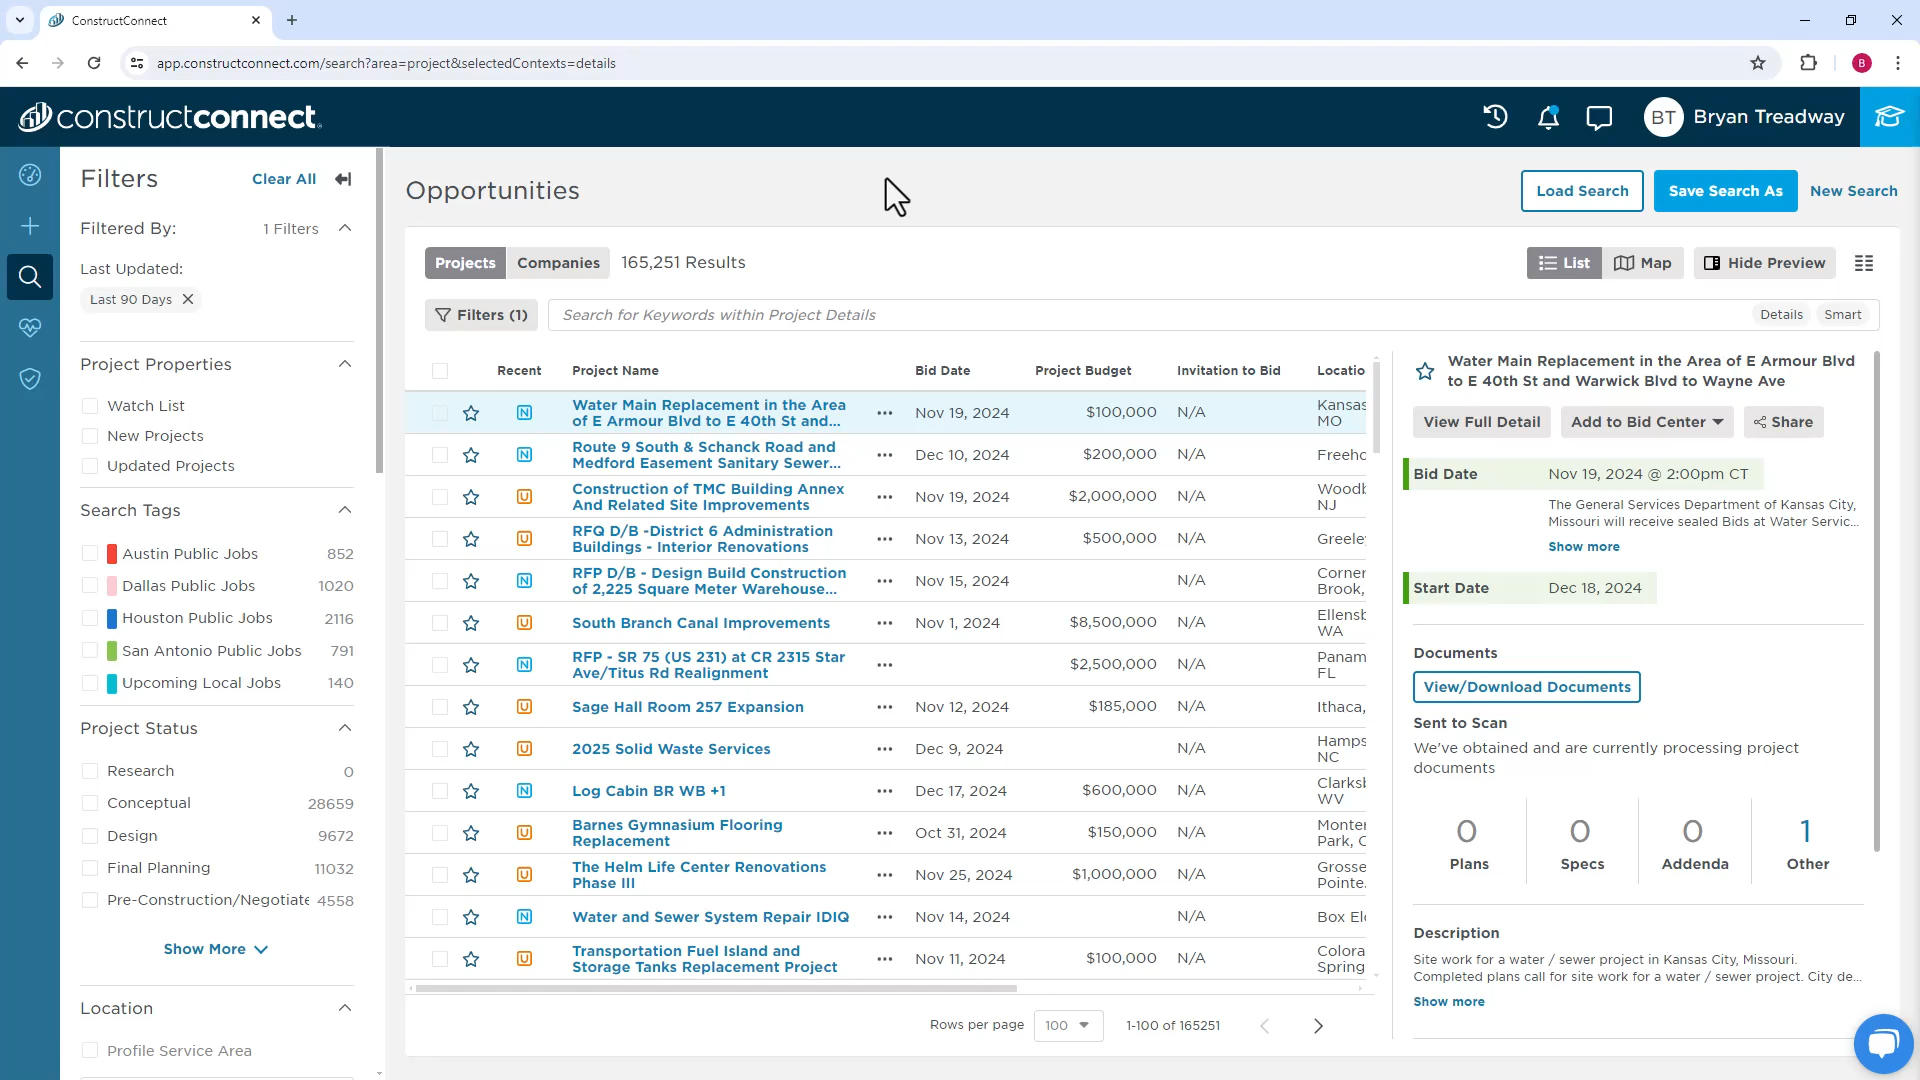 ConstructConnect
app.constructconnect.com/search?area=project&selectedContexts=details
B
constructconnect.
BT Bryan Treadway
Filters Clear All
Filtered By: 1 Filters
Last Updated:
Last 90 Days
Project Properties
Watch List
New Projects
Updated Projects
Search Tags
Austin Public Jobs 852
Dallas Public Jobs 1020
Houston Public Jobs 2116
San Antonio Public Jobs 791
Upcoming Local Jobs 140
Project Status
Research 0
Conceptual 28659
Design 9672
Final Planning 11032
Pre-Construction/Negotiate 4558
Show More
Location
Profile Service Area
Opportunities
Load Search Save Search As New Search
Projects Companies 165,251 Results
List Map Hide Preview
Filters (1) Search for Keywords within Project Details Details Smart
Recent Project Name Bid Date Project Budget Invitation to Bid Locatio
N Water Main Replacement in the Area of E Armour Blvd to E 40th St and... Nov 19, 2024 $100,000 N/A Kansas MO
N Route 9 South & Schanck Road and Medford Easement Sanitary Sewer... Dec 10, 2024 $200,000 N/A Freeho
U Construction of TMC Building Annex And Related Site Improvements Nov 19, 2024 $2,000,000 N/A Woodb NJ
U RFQ D/B -District 6 Administration Buildings - Interior Renovations Nov 13, 2024 $500,000 N/A Greele
N RFP D/B - Design Build Construction of 2,225 Square Meter Warehouse... Nov 15, 2024 N/A Corner Brook,
U South Branch Canal Improvements Nov 1, 2024 $8,500,000 N/A Ellensb WA
N RFP - SR 75 (US 231) at CR 2315 Star Ave/Titus Rd Realignment $2,500,000 N/A Panam FL
U Sage Hall Room 257 Expansion Nov 12, 2024 $185,000 N/A Ithaca,
U 2025 Solid Waste Services Dec 9, 2024 N/A Hamps NC
N Log Cabin BR WB +1 Dec 17, 2024 $600,000 N/A Clarksb WV
U Barnes Gymnasium Flooring Replacement Oct 31, 2024 $150,000 N/A Monter Park, C
U The Helm Life Center Renovations Phase III Nov 25, 2024 $1,000,000 N/A Grosse Pointe.
N Water and Sewer System Repair IDIQ Nov 14, 2024 N/A Box El
U Transportation Fuel Island and Storage Tanks Replacement Project Nov 11, 2024 $100,000 N/A Colora Spring
Rows per page 100 1-100 of 165251
Water Main Replacement in the Area of E Armour Blvd
to E 40th St and Warwick Blvd to Wayne Ave
View Full Detail Add to Bid Center Share
Bid Date Nov 19, 2024 @ 2:00pm CT
The General Services Department of Kansas City,
Missouri will receive sealed Bids at Water Servic...
Show more
Start Date Dec 18, 2024
Documents
View/Download Documents
Sent to Scan
We've obtained and are currently processing project
documents
0 0 0 1
Plans Specs Addenda Other
Description
Site work for a water / sewer project in Kansas City, Missouri.
Completed plans call for site work for a water / sewer project. City de...
Show more